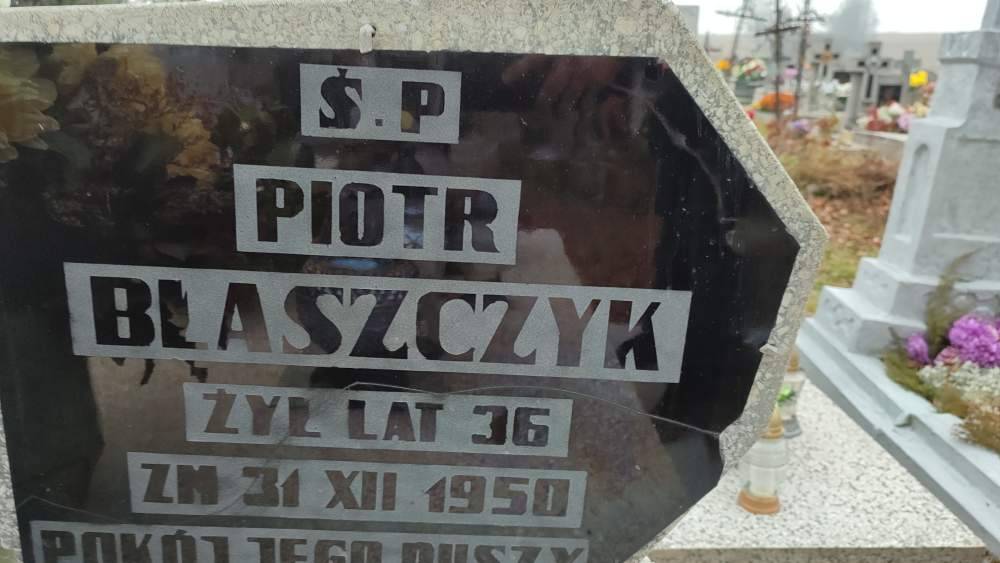 Ś.P
PIOTR
BŁASZCZYK
ŻYŁ LAT 36
ZM 31 XII 1950
POKÓJ JEGO DUSZY